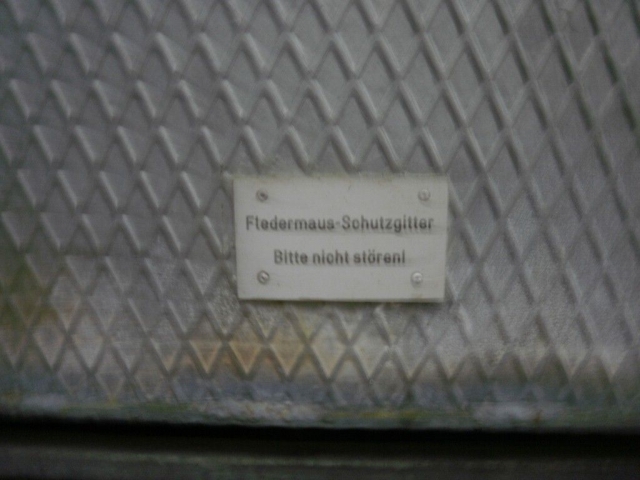 Fledermaus-Schutzgitter
Bitte nicht stören!